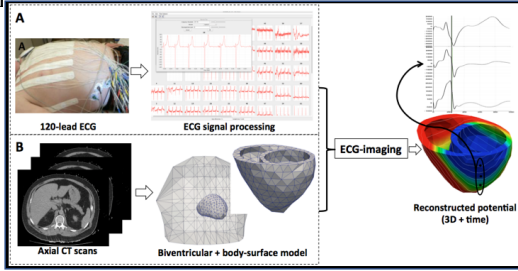 A
A
120-lead ECG
ECG signal processing
B
Axial CT scans
Biventricular + body-surface model
ECG-imaging
Reconstructed potential
(3D + time)